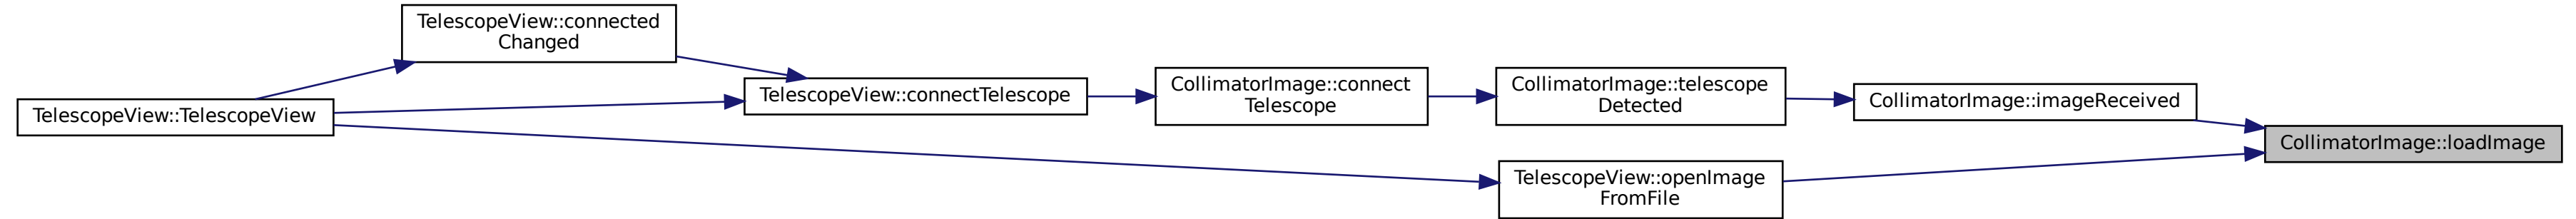 TelescopeView::connected
Changed
TelescopeView::TelescopeView
TelescopeView::connectTelescope
CollimatorImage::connect
Telescope
CollimatorImage::telescope
Detected
CollimatorImage::imageReceived
CollimatorImage::loadImage
TelescopeView::openImage
FromFile